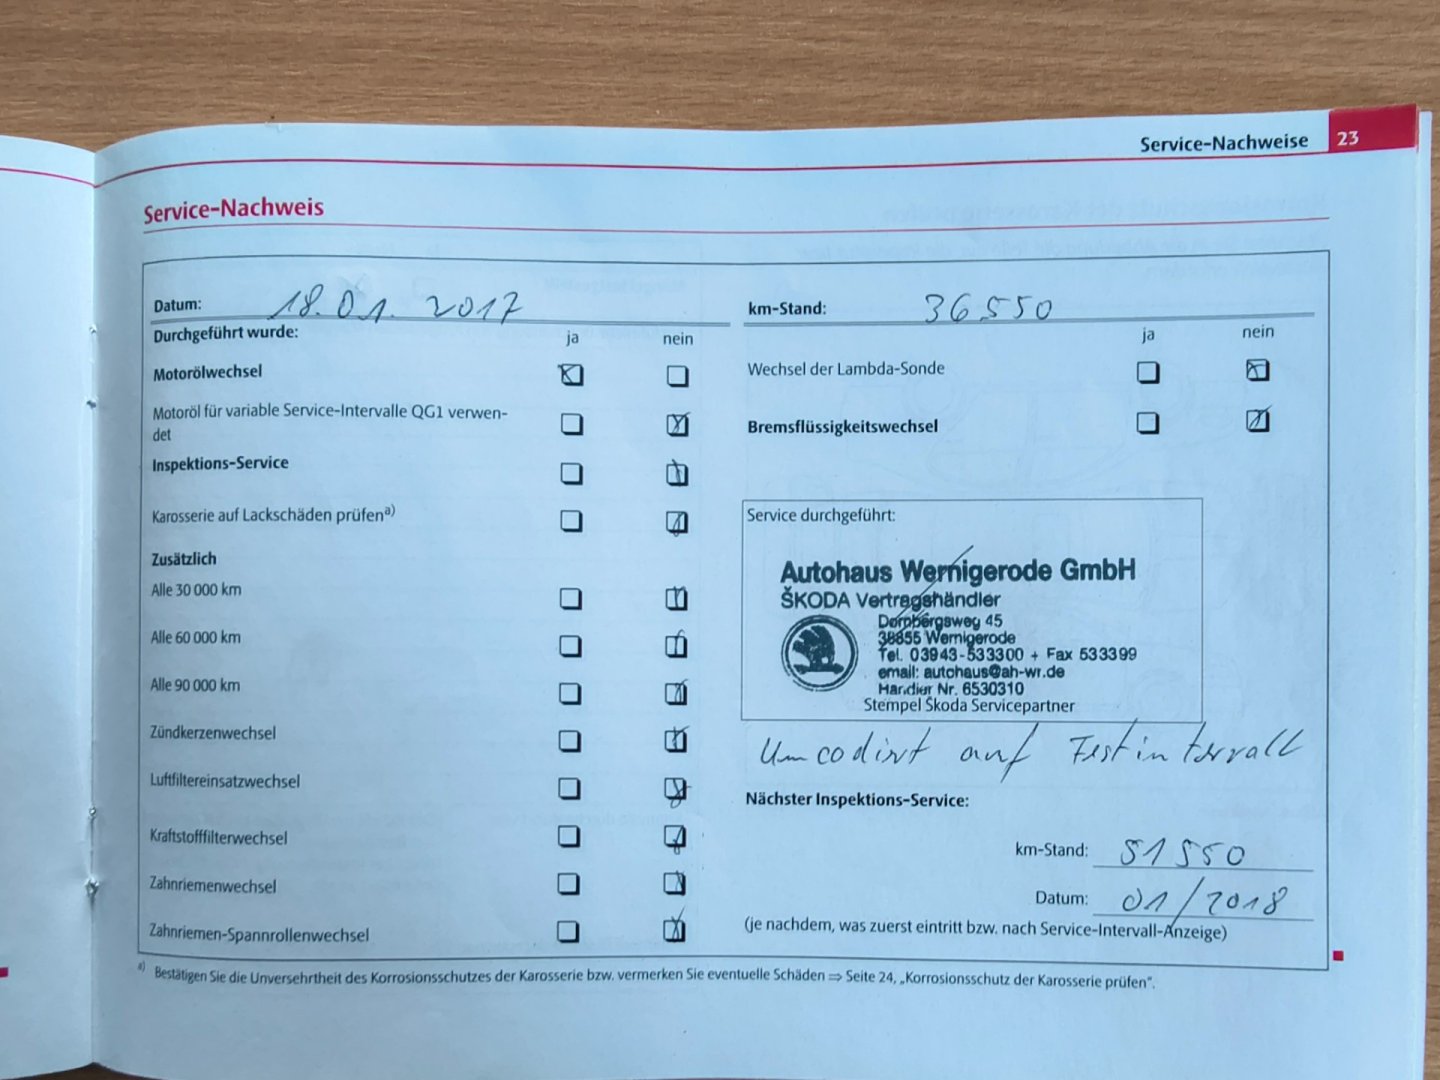 Service-Nachweise 23
Service-Nachweis
Datum: 18.01.2017
km-Stand: 36550
Durchgeführt wurde: ja nein
ja nein
Motorölwechsel
Wechsel der Lambda-Sonde
Motoröl für variable Service-Intervalle QG1 verwen-
det
Bremsflüssigkeitswechsel
Inspektions-Service
Karosserie auf Lackschäden prüfen a)
Zusätzlich
Alle 30 000 km
Alle 60 000 km
Alle 90 000 km
Zündkerzenwechsel
Luftfiltereinsatzwechsel
Kraftstofffilterwechsel
Zahnriemenwechsel
Zahnriemen-Spannrollenwechsel
Service durchgeführt:
Autohaus Wernigerode GmbH
ŠKODA Vertragshändler
Dornbergsweg 45
38855 Wernigerode
Tel. 03943-533300 + Fax 533399
email: autohaus@ah-wr.de
Händler Nr. 6530310
Stempel Škoda Servicepartner
Umcodirt auf Festintervall
Nächster Inspektions-Service:
km-Stand: 51550
Datum: 01/2018
(je nachdem, was zuerst eintritt bzw. nach Service-Intervall-Anzeige)
a) Bestätigen Sie die Unversehrtheit des Korrosionsschutzes der Karosserie bzw. vermerken Sie eventuelle Schäden ⇒ Seite 24, „Korrosionsschutz der Karosserie prüfen“.